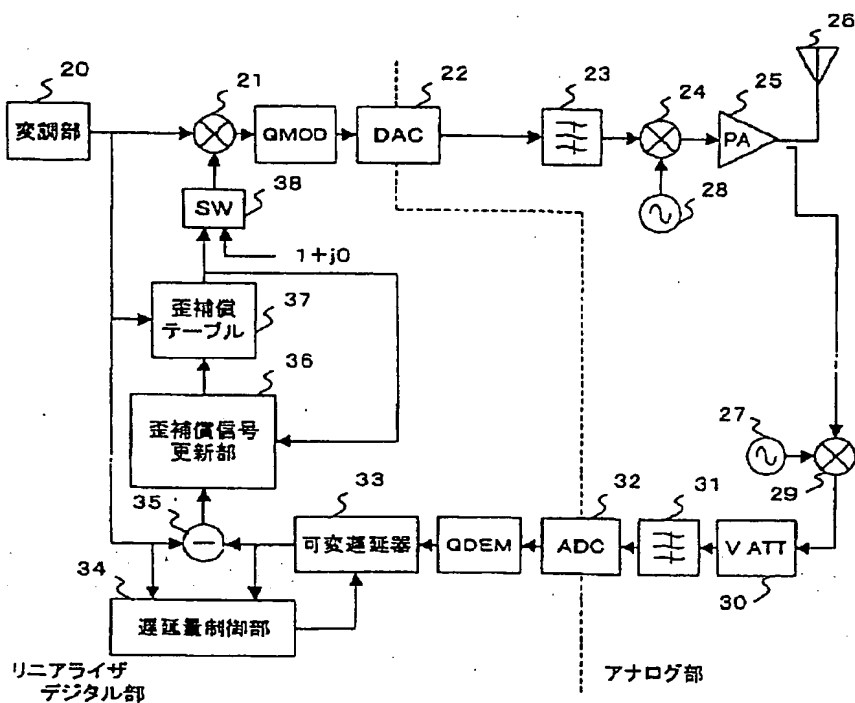 26
20
21
22
23
24
25
変調部
QMOD
DAC
PA
38
SW
28
1+j0
歪補償
テーブル
37
36
歪補償信号
更新部
27
29
35
33
32
31
可変遅延器
QDEM
ADC
V ATT
30
34
遅延量制御部
リニアライザ
デジタル部
アナログ部